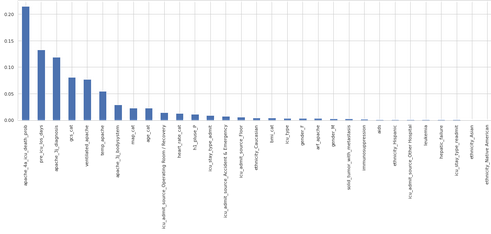 0.20
0.15
0.10
0.05
0.00
apache_4a_icu_death_prob
pre_icu_los_days
apache_3j_diagnosis
gcs_cat
ventilated_apache
temp_apache
apache_3j_bodysystem
map_cat
age_cat
icu_admit_source_Operating Room / Recovery
heart_rate_cat
icu_stay_type_admit
icu_admit_source_Accident & Emergency
icu_admit_source_Floor
ethnicity_Caucasian
bmi_cat
icu_type
gender_F
arf_apache
gender_M
solid_tumor_with_metastasis
immunosuppression
aids
ethnicity_Hispanic
icu_admit_source_Other Hospital
leukemia
hepatic_failure
icu_stay_type_readmit
ethnicity_Asian
ethnicity_Native American